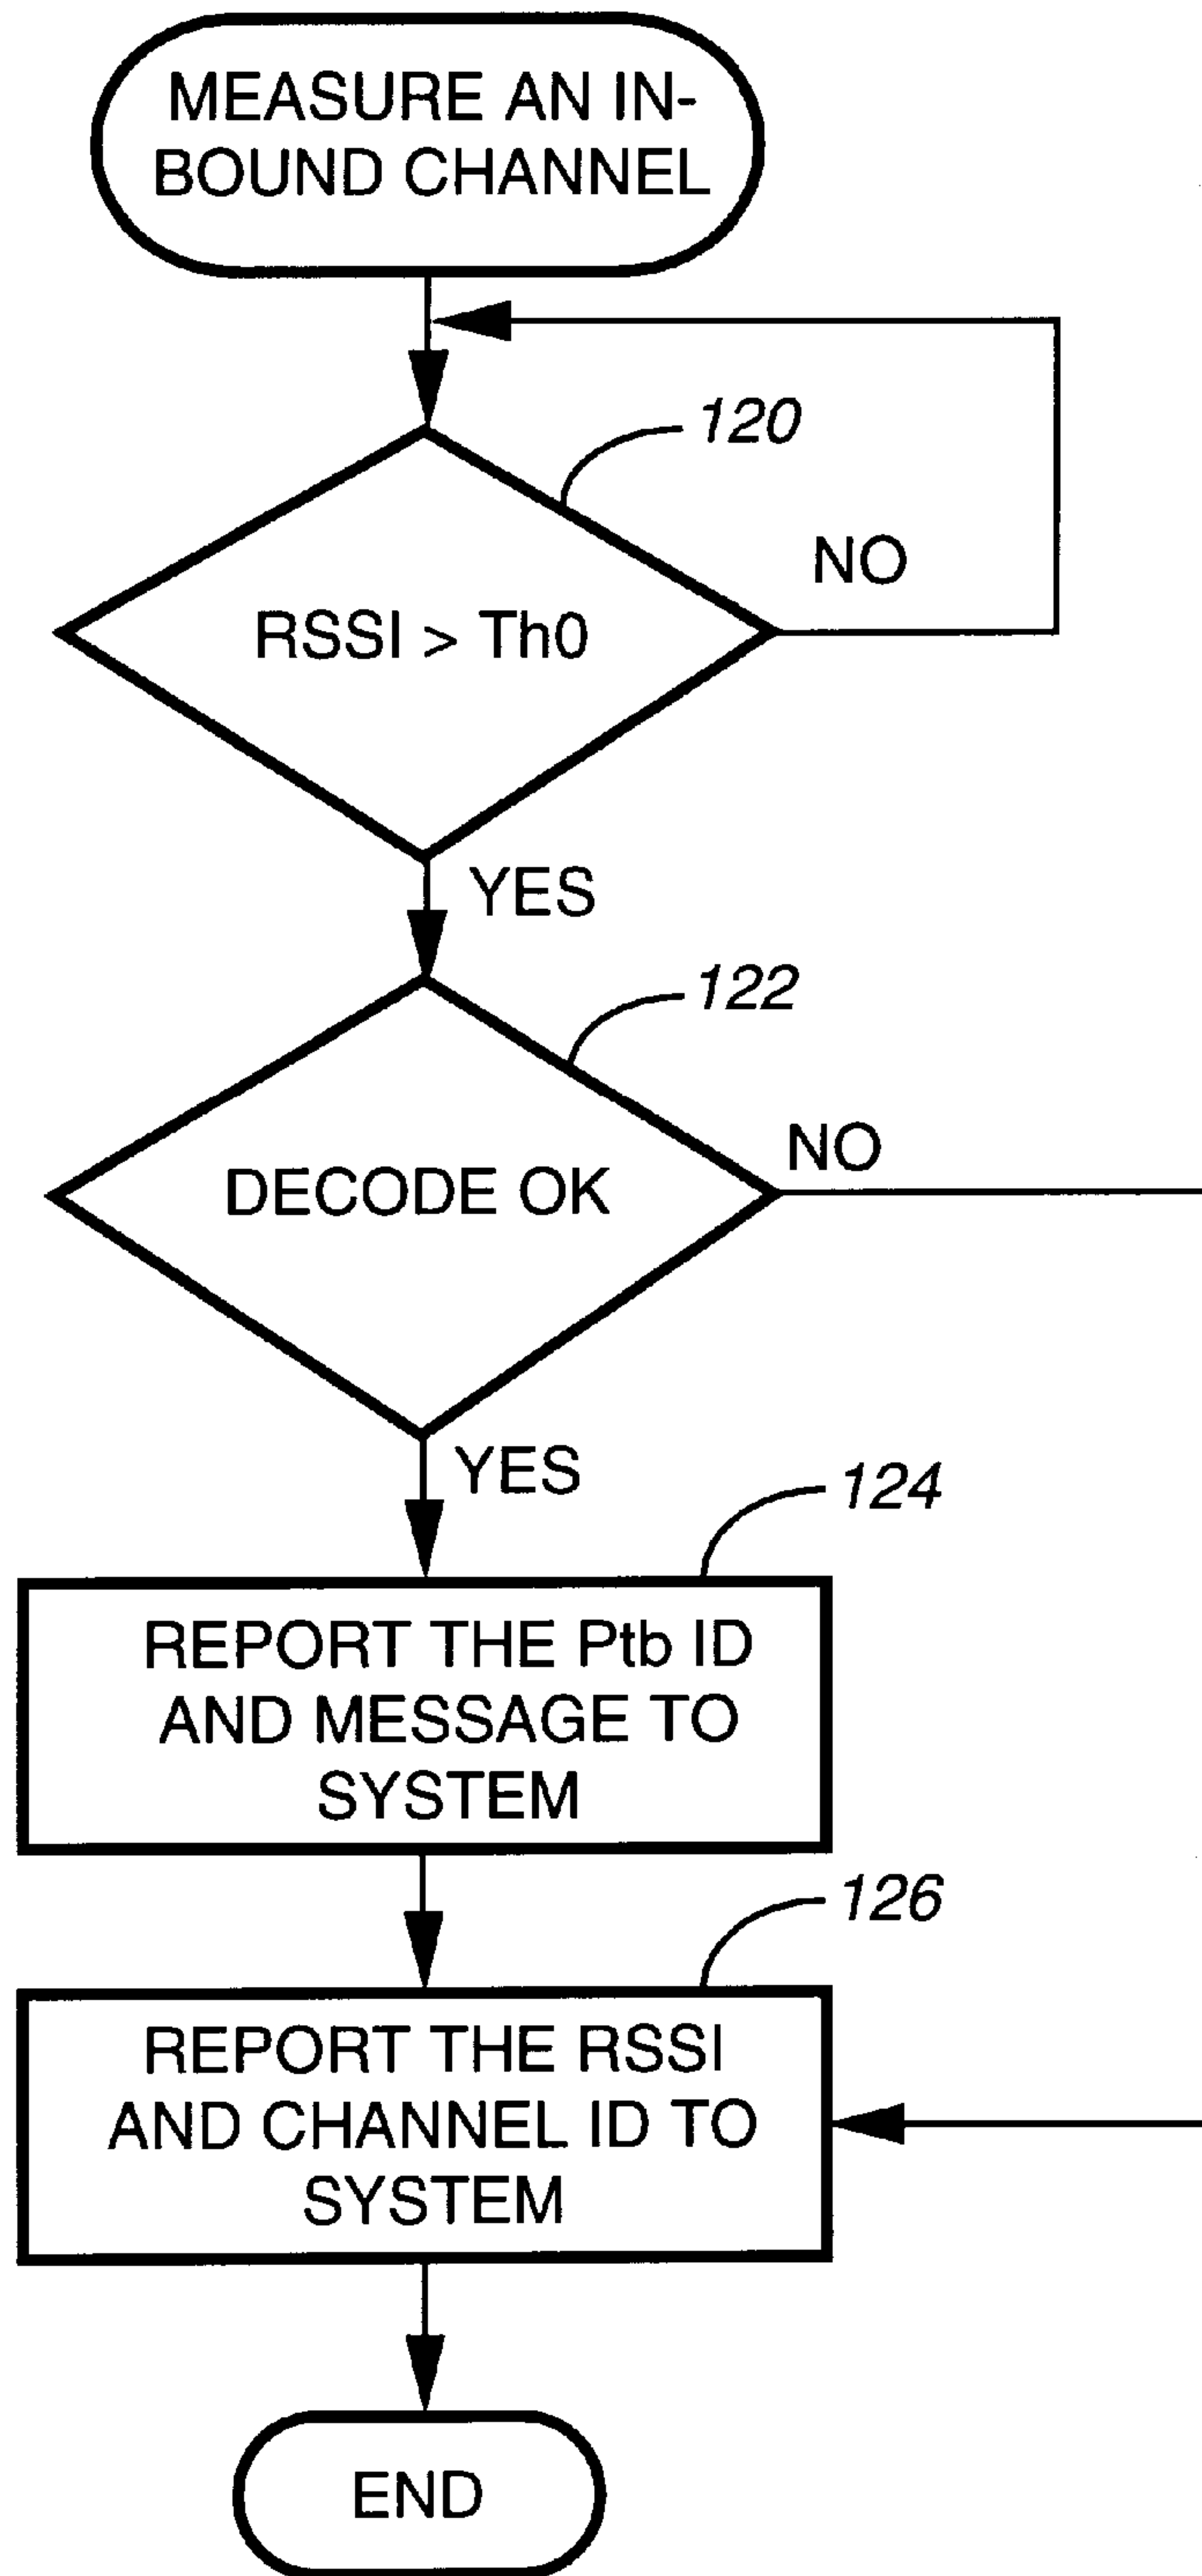 MEASURE AN IN-
BOUND CHANNEL
120
NO
RSSI > Th0
YES
122
NO
DECODE OK
YES
124
REPORT THE Ptb ID
AND MESSAGE TO
SYSTEM
126
REPORT THE RSSI
AND CHANNEL ID TO
SYSTEM
END